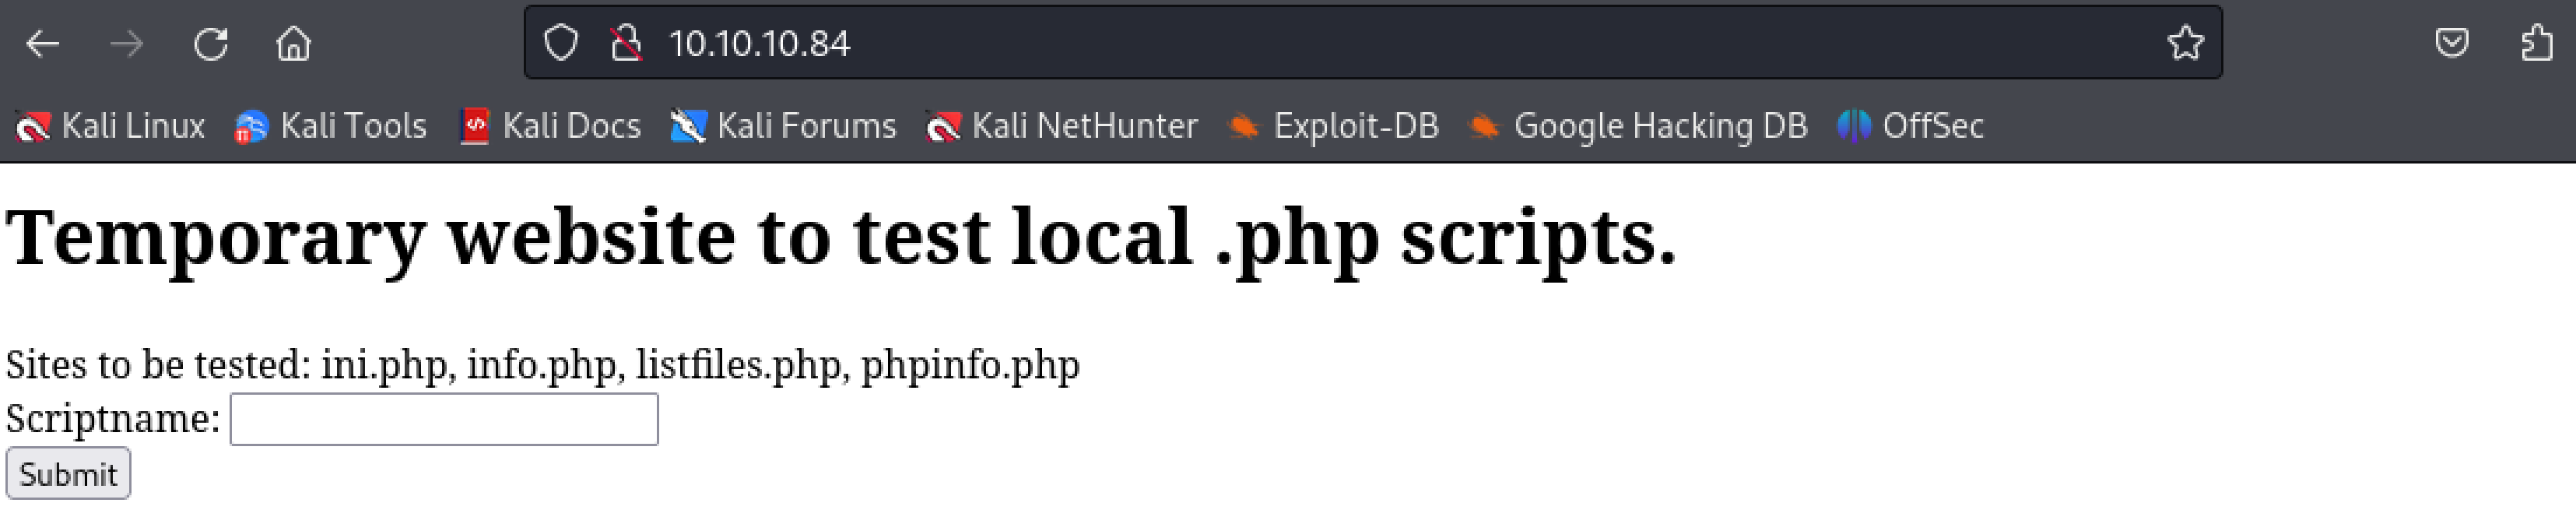 10.10.10.84
Kali Linux Kali Tools Kali Docs Kali Forums Kali NetHunter Exploit-DB Google Hacking DB OffSec
Temporary website to test local .php scripts.
Sites to be tested: ini.php, info.php, listfiles.php, phpinfo.php
Scriptname:
Submit